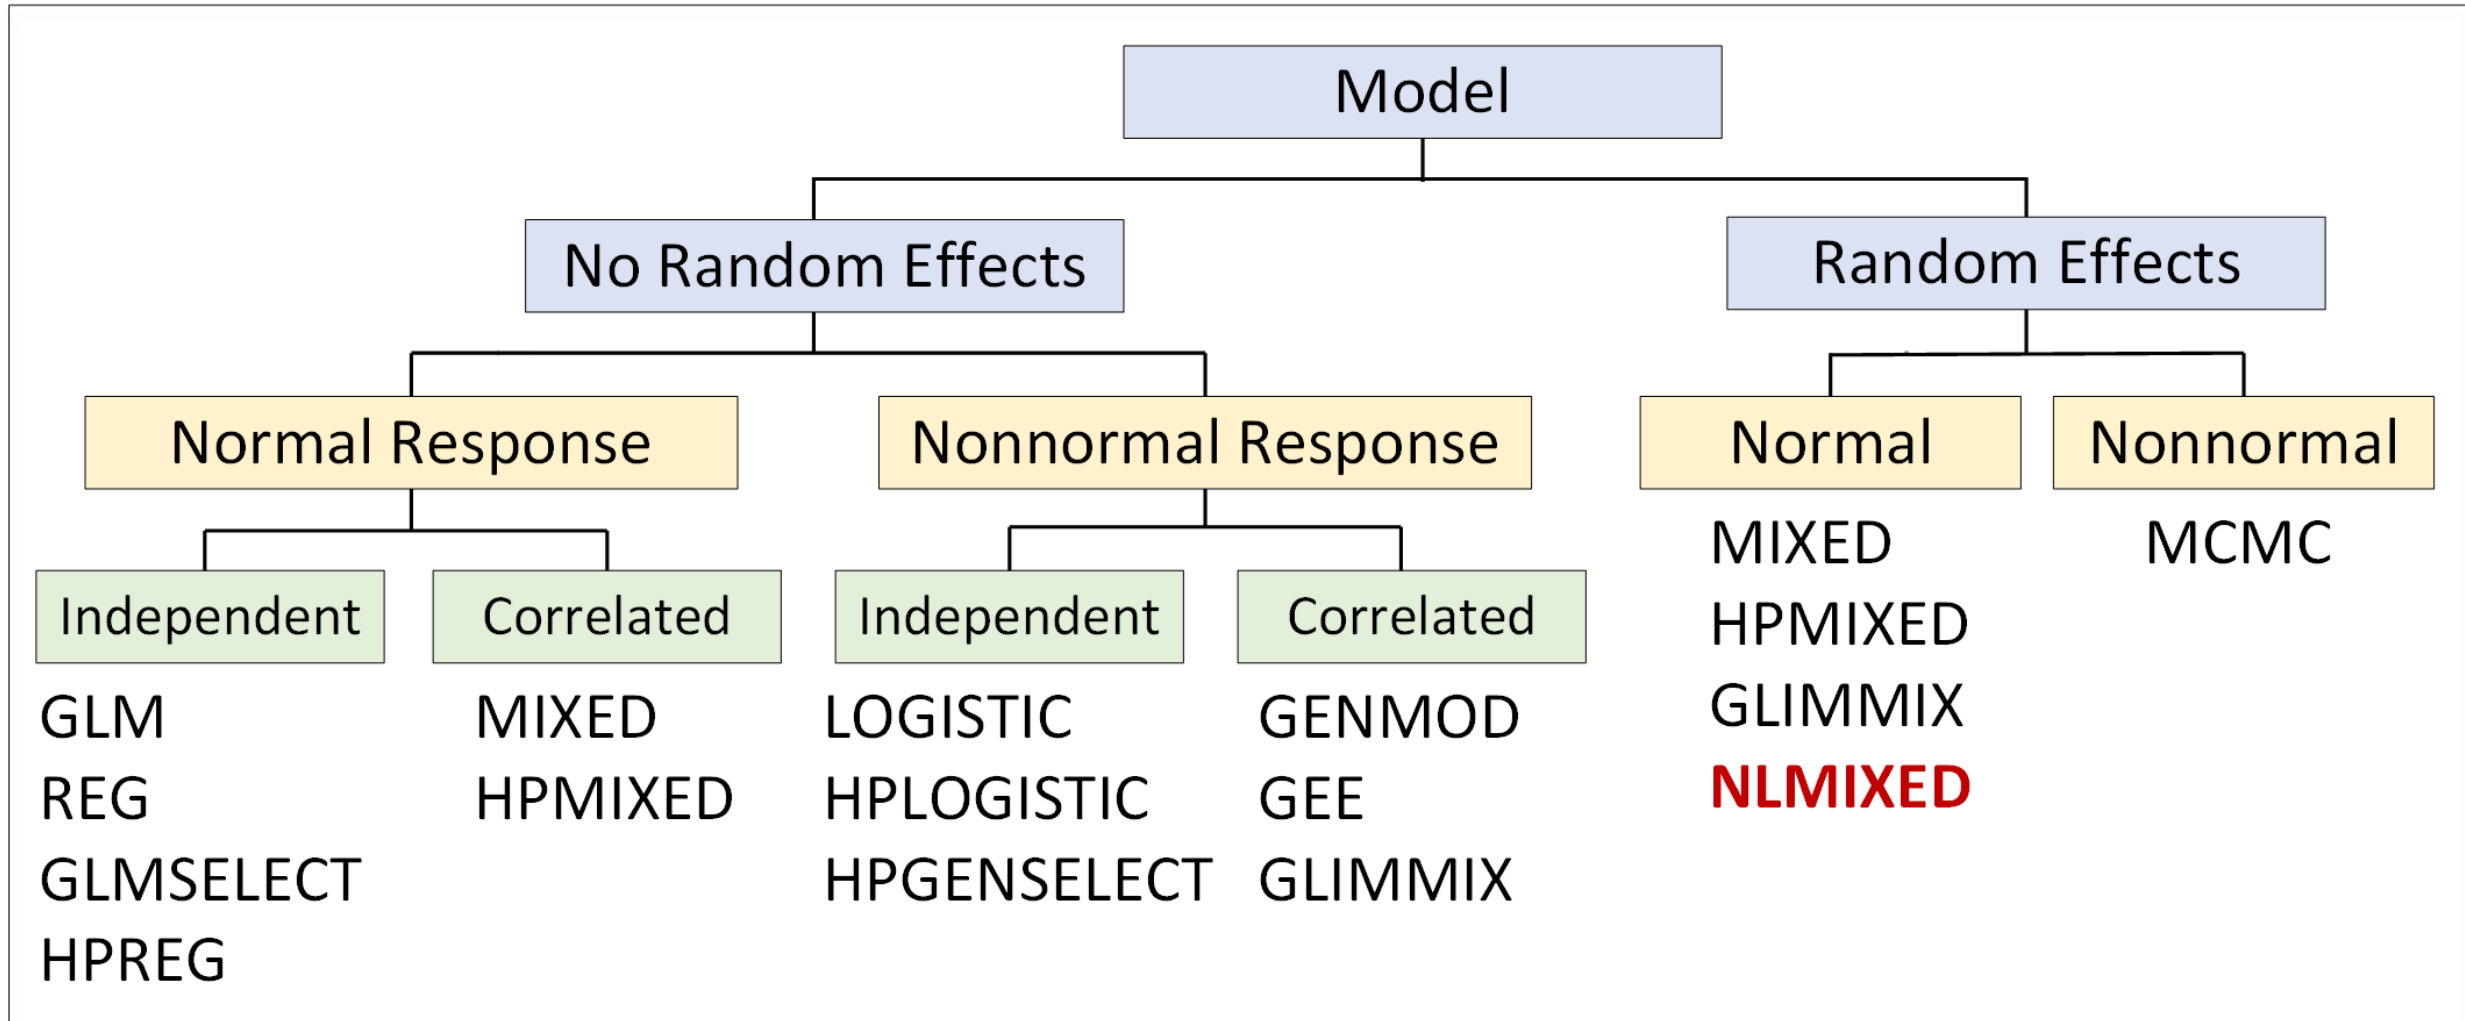 Model
No Random Effects
Random Effects
Normal Response
Nonnormal Response
Normal
Nonnormal
Independent
Correlated
Independent
Correlated
GLM
REG
GLMSELECT
HPREG
MIXED
HPMIXED
LOGISTIC
HPLOGISTIC
HPGENSELECT
GENMOD
GEE
GLIMMIX
MIXED
HPMIXED
GLIMMIX
NLMIXED
MCMC